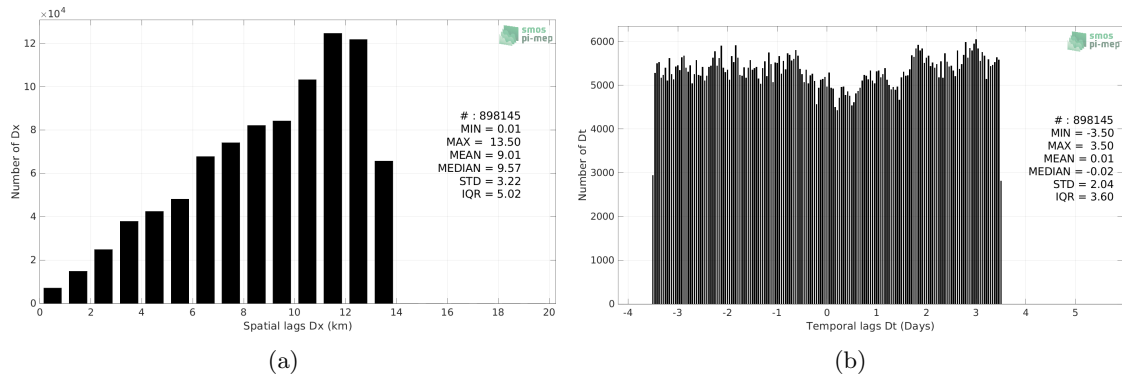 ×10⁴
12
10
8
6
4
2
0
0 2 4 6 8 10 12 14 16 18 20
Number of Dx
Spatial lags Dx (km)
smos
pi-mep
# : 898145
MIN = 0.01
MAX = 13.50
MEAN = 9.01
MEDIAN = 9.57
STD = 3.22
IQR = 5.02
(a)
6000
5000
4000
3000
2000
1000
0
-4 -3 -2 -1 0 1 2 3 4 5
Number of Dt
Temporal lags Dt (Days)
smos
pi-mep
# : 898145
MIN = -3.50
MAX = 3.50
MEAN = 0.01
MEDIAN = -0.02
STD = 2.04
IQR = 3.60
(b)